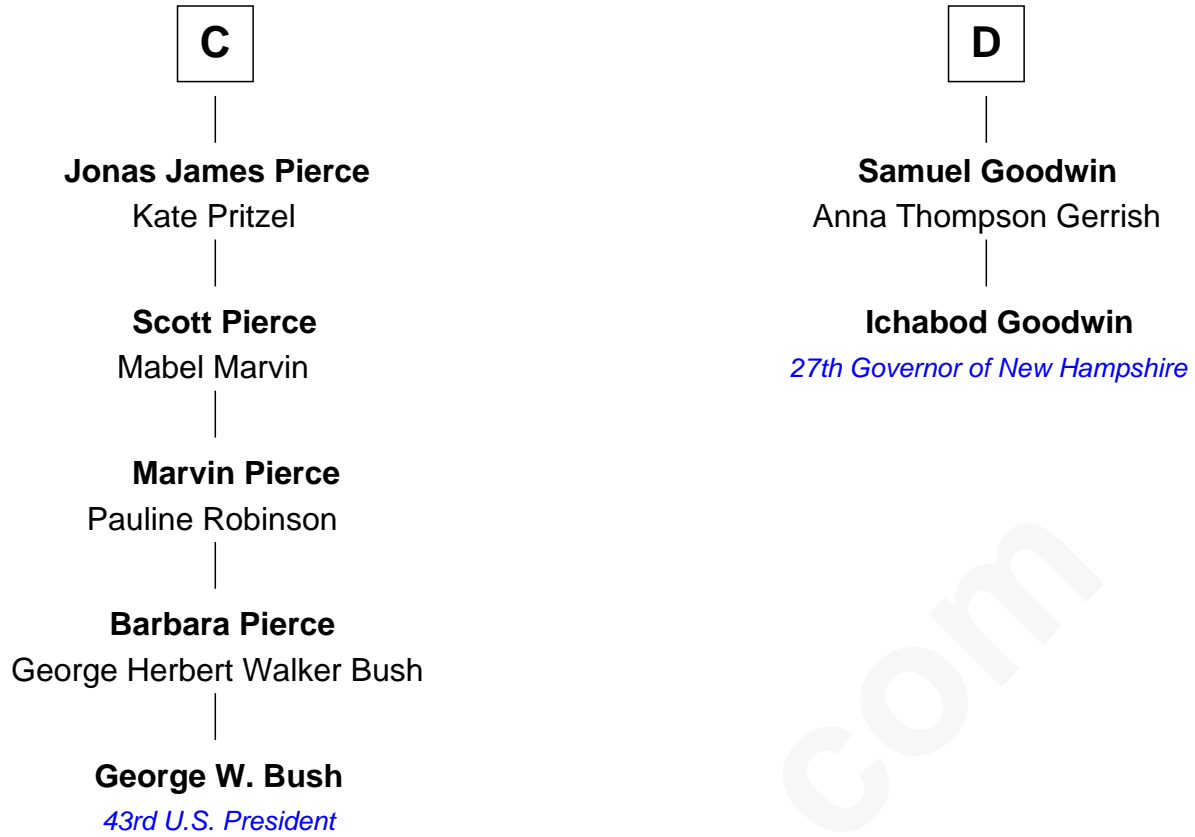 C
Jonas James Pierce
Kate Pritzel
Scott Pierce
Mabel Marvin
Marvin Pierce
Pauline Robinson
Barbara Pierce
George Herbert Walker Bush
George W. Bush
43rd U.S. President
D
Samuel Goodwin
Anna Thompson Gerrish
Ichabod Goodwin
27th Governor of New Hampshire
com